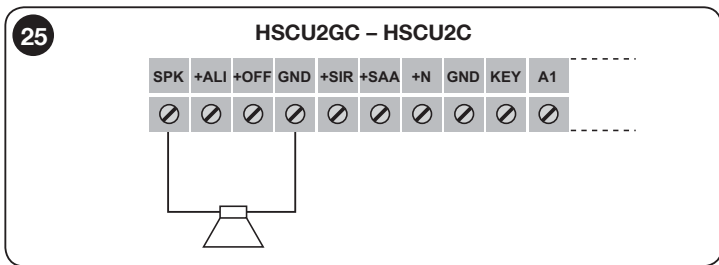 25
HSCU2GC – HSCU2C
SPK +ALI +OFF GND +SIR +SAA +N GND KEY A1